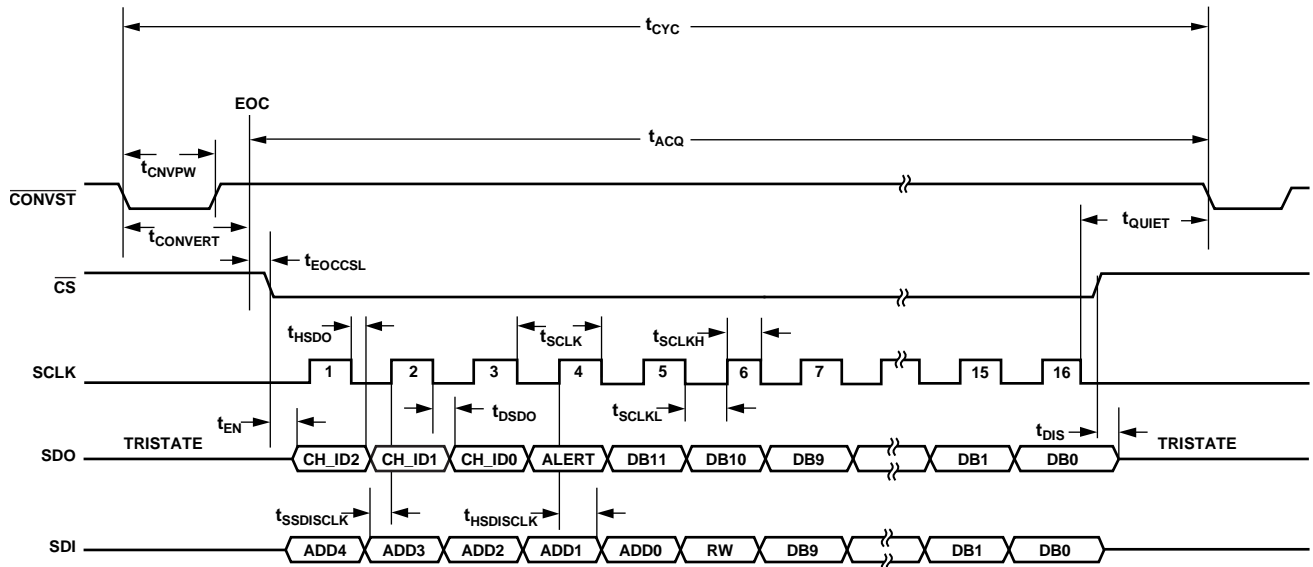 tCYC
EOC
tACQ
tCNVPW
CONVST
tCONVERT
tQUIET
tEOCCSL
CS
tHSDO
tSCLK
tSCLKH
SCLK
1 2 3 4 5 6 7 15 16
tEN
tDSDO
tSCLKL
tDIS
SDO TRISTATE CH_ID2 CH_ID1 CH_ID0 ALERT DB11 DB10 DB9 DB1 DB0 TRISTATE
tSSDISCLK
tHSDISCLK
SDI ADD4 ADD3 ADD2 ADD1 ADD0 RW DB9 DB1 DB0